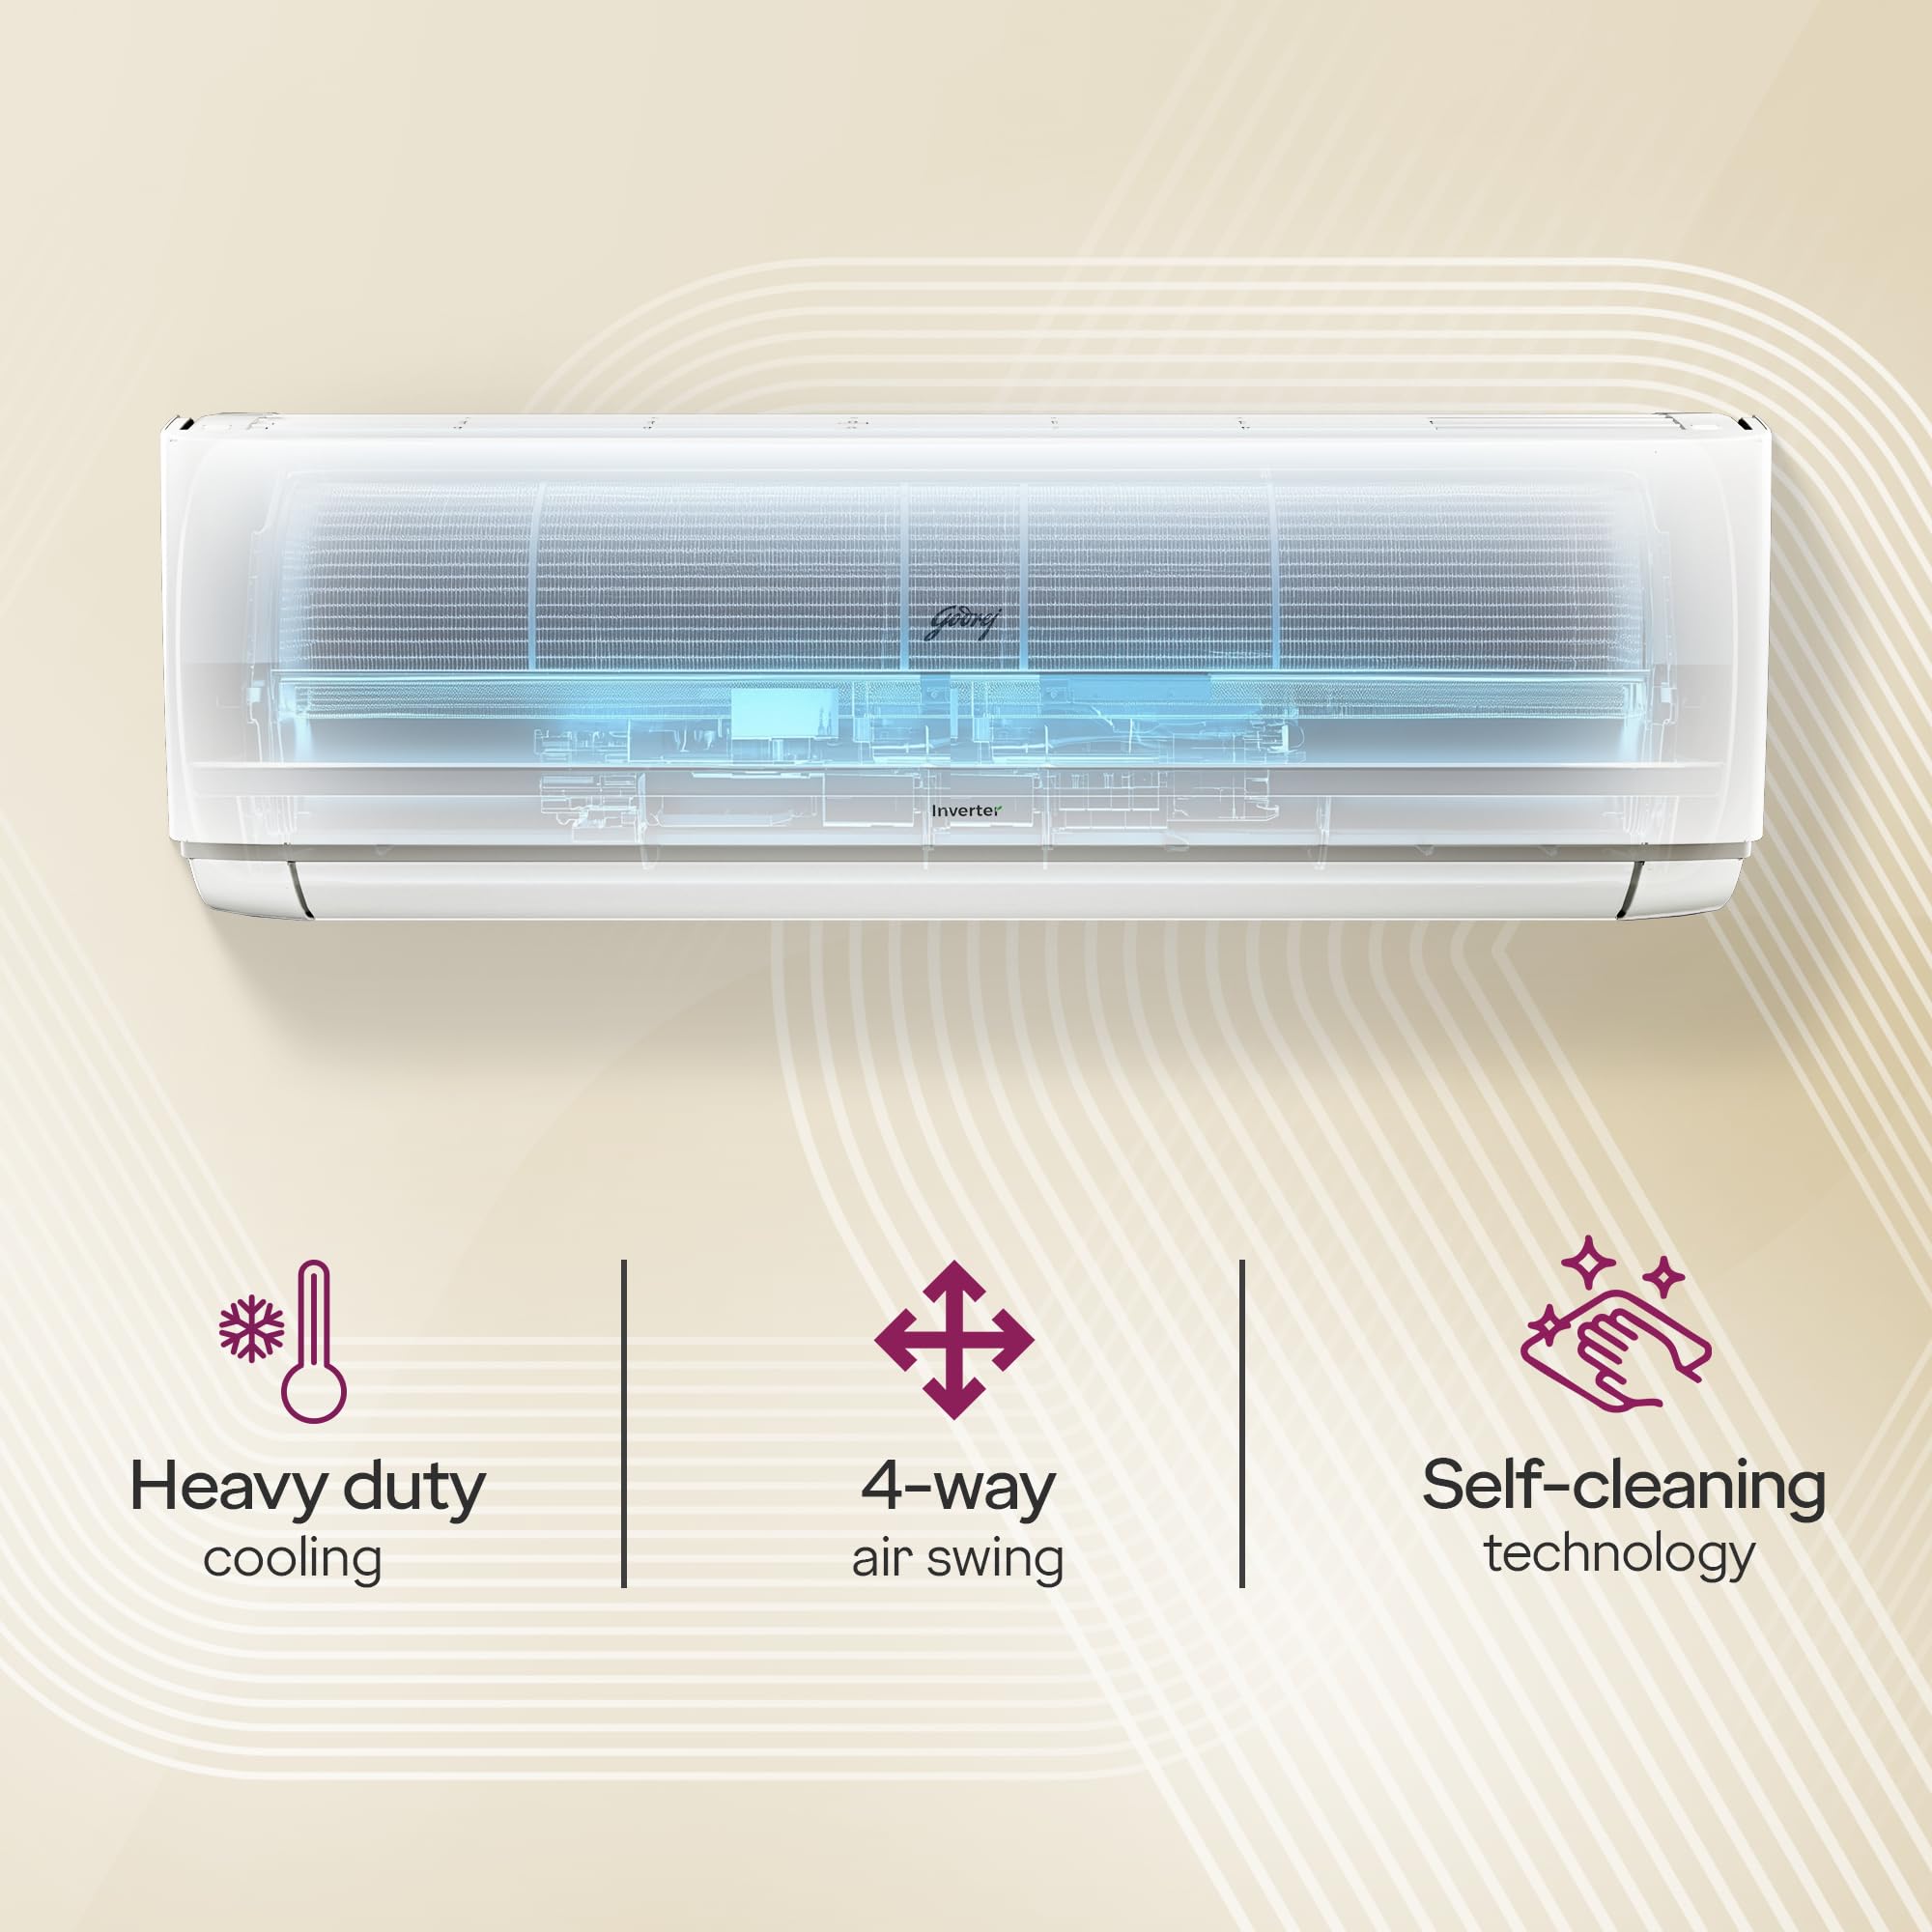 Godrej
Inverter
Heavy duty
cooling
4-way
air swing
Self-cleaning
technology